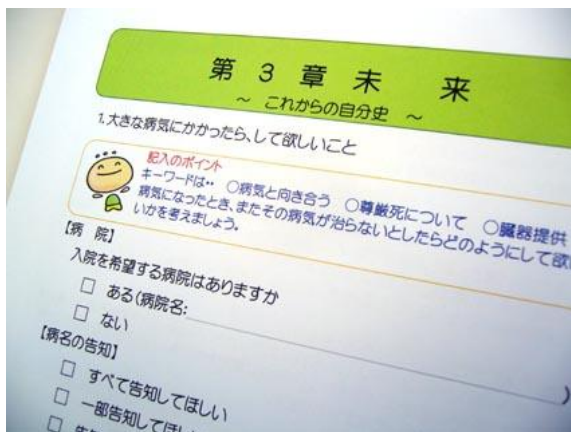 第3章未 来
～ これからの自分史 ～
1.大きな病気にかかったら、して欲しいこと
記入のポイント
キーワードは‥ ○病気と向き合う ○尊厳死について ○臓器提供
病気になったとき、またその病気が治らないとしたらどのようにして欲
いかを考えましょう。
【病 院】
入院を希望する病院はありますか
□ ある(病院名:____________________)
□ ない
【病名の告知】
□ すべて告知してほしい
□ 一部告知してほし